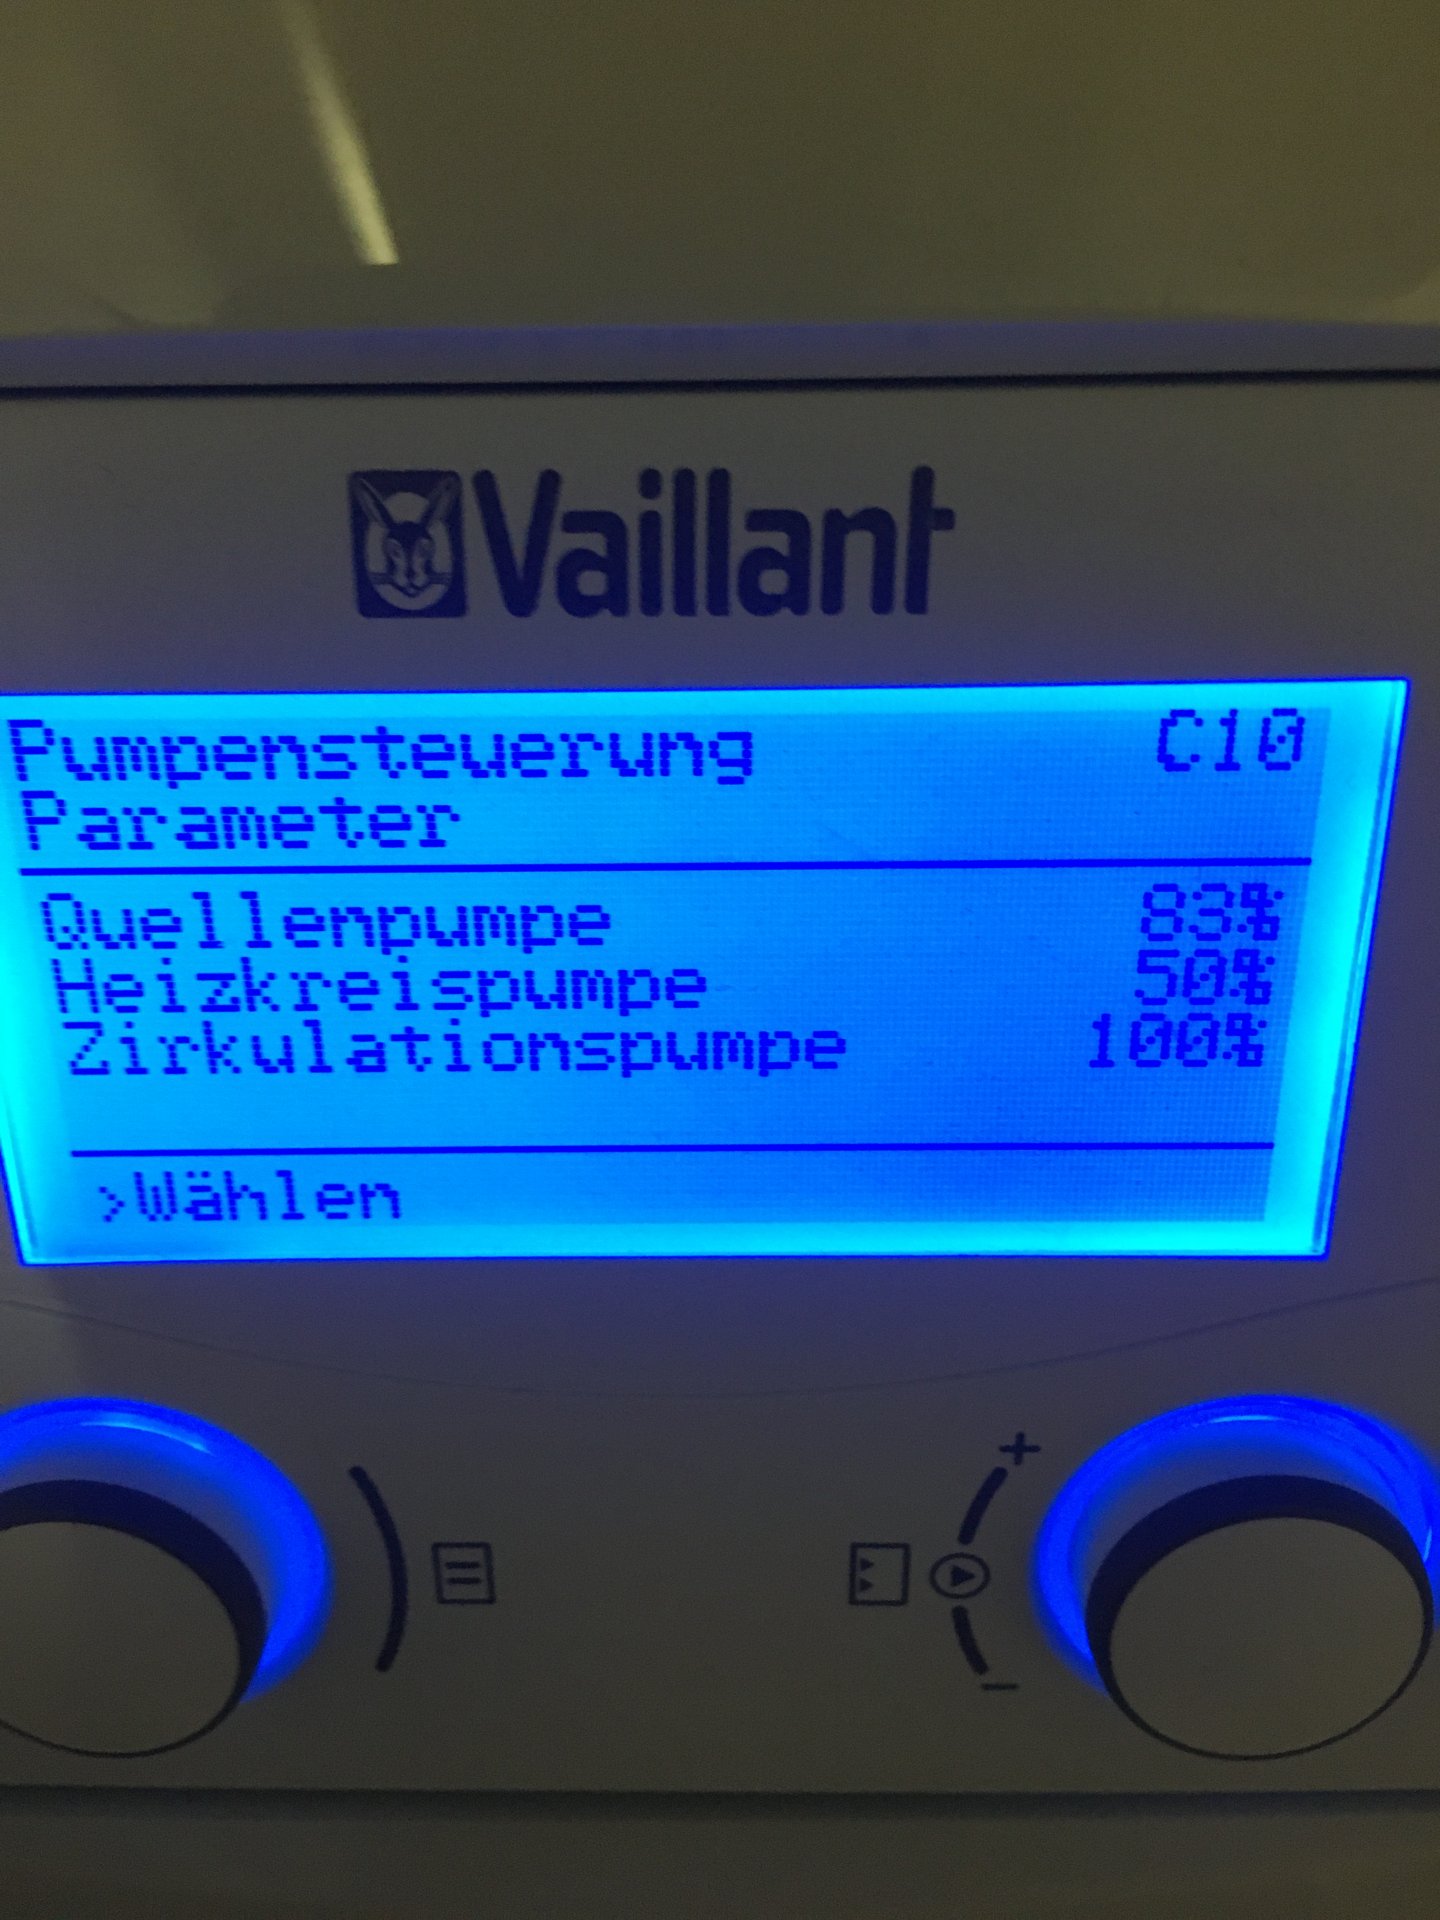 Vaillant
Pumpensteuerung C10
Parameter
Quellenpumpe 83%
Heizkreispumpe 50%
Zirkulationspumpe 100%
>Wählen
+
−